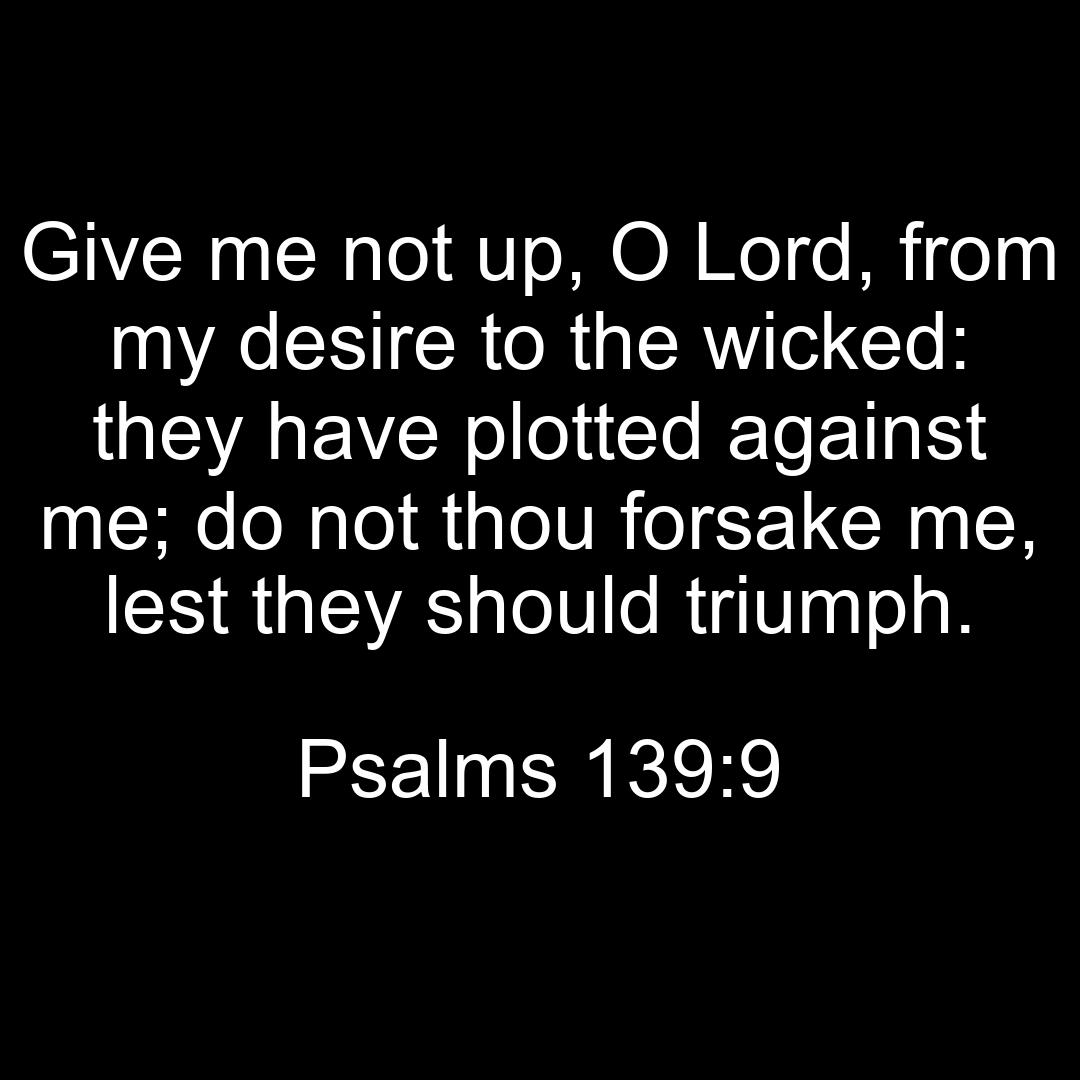 Give me not up, O Lord, from
my desire to the wicked:
they have plotted against
me; do not thou forsake me,
lest they should triumph.
Psalms 139:9